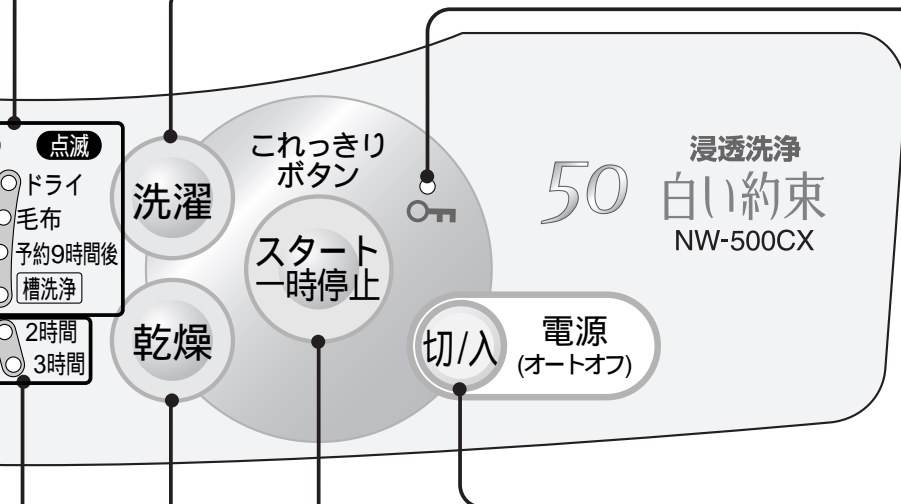 点滅
ドライ
毛布
予約9時間後
槽洗浄
2時間
3時間
洗濯
乾燥
これっきり
ボタン
スタート
一時停止
切/入
電源
(オートオフ)
50
浸透洗浄
白い約束
NW-500CX